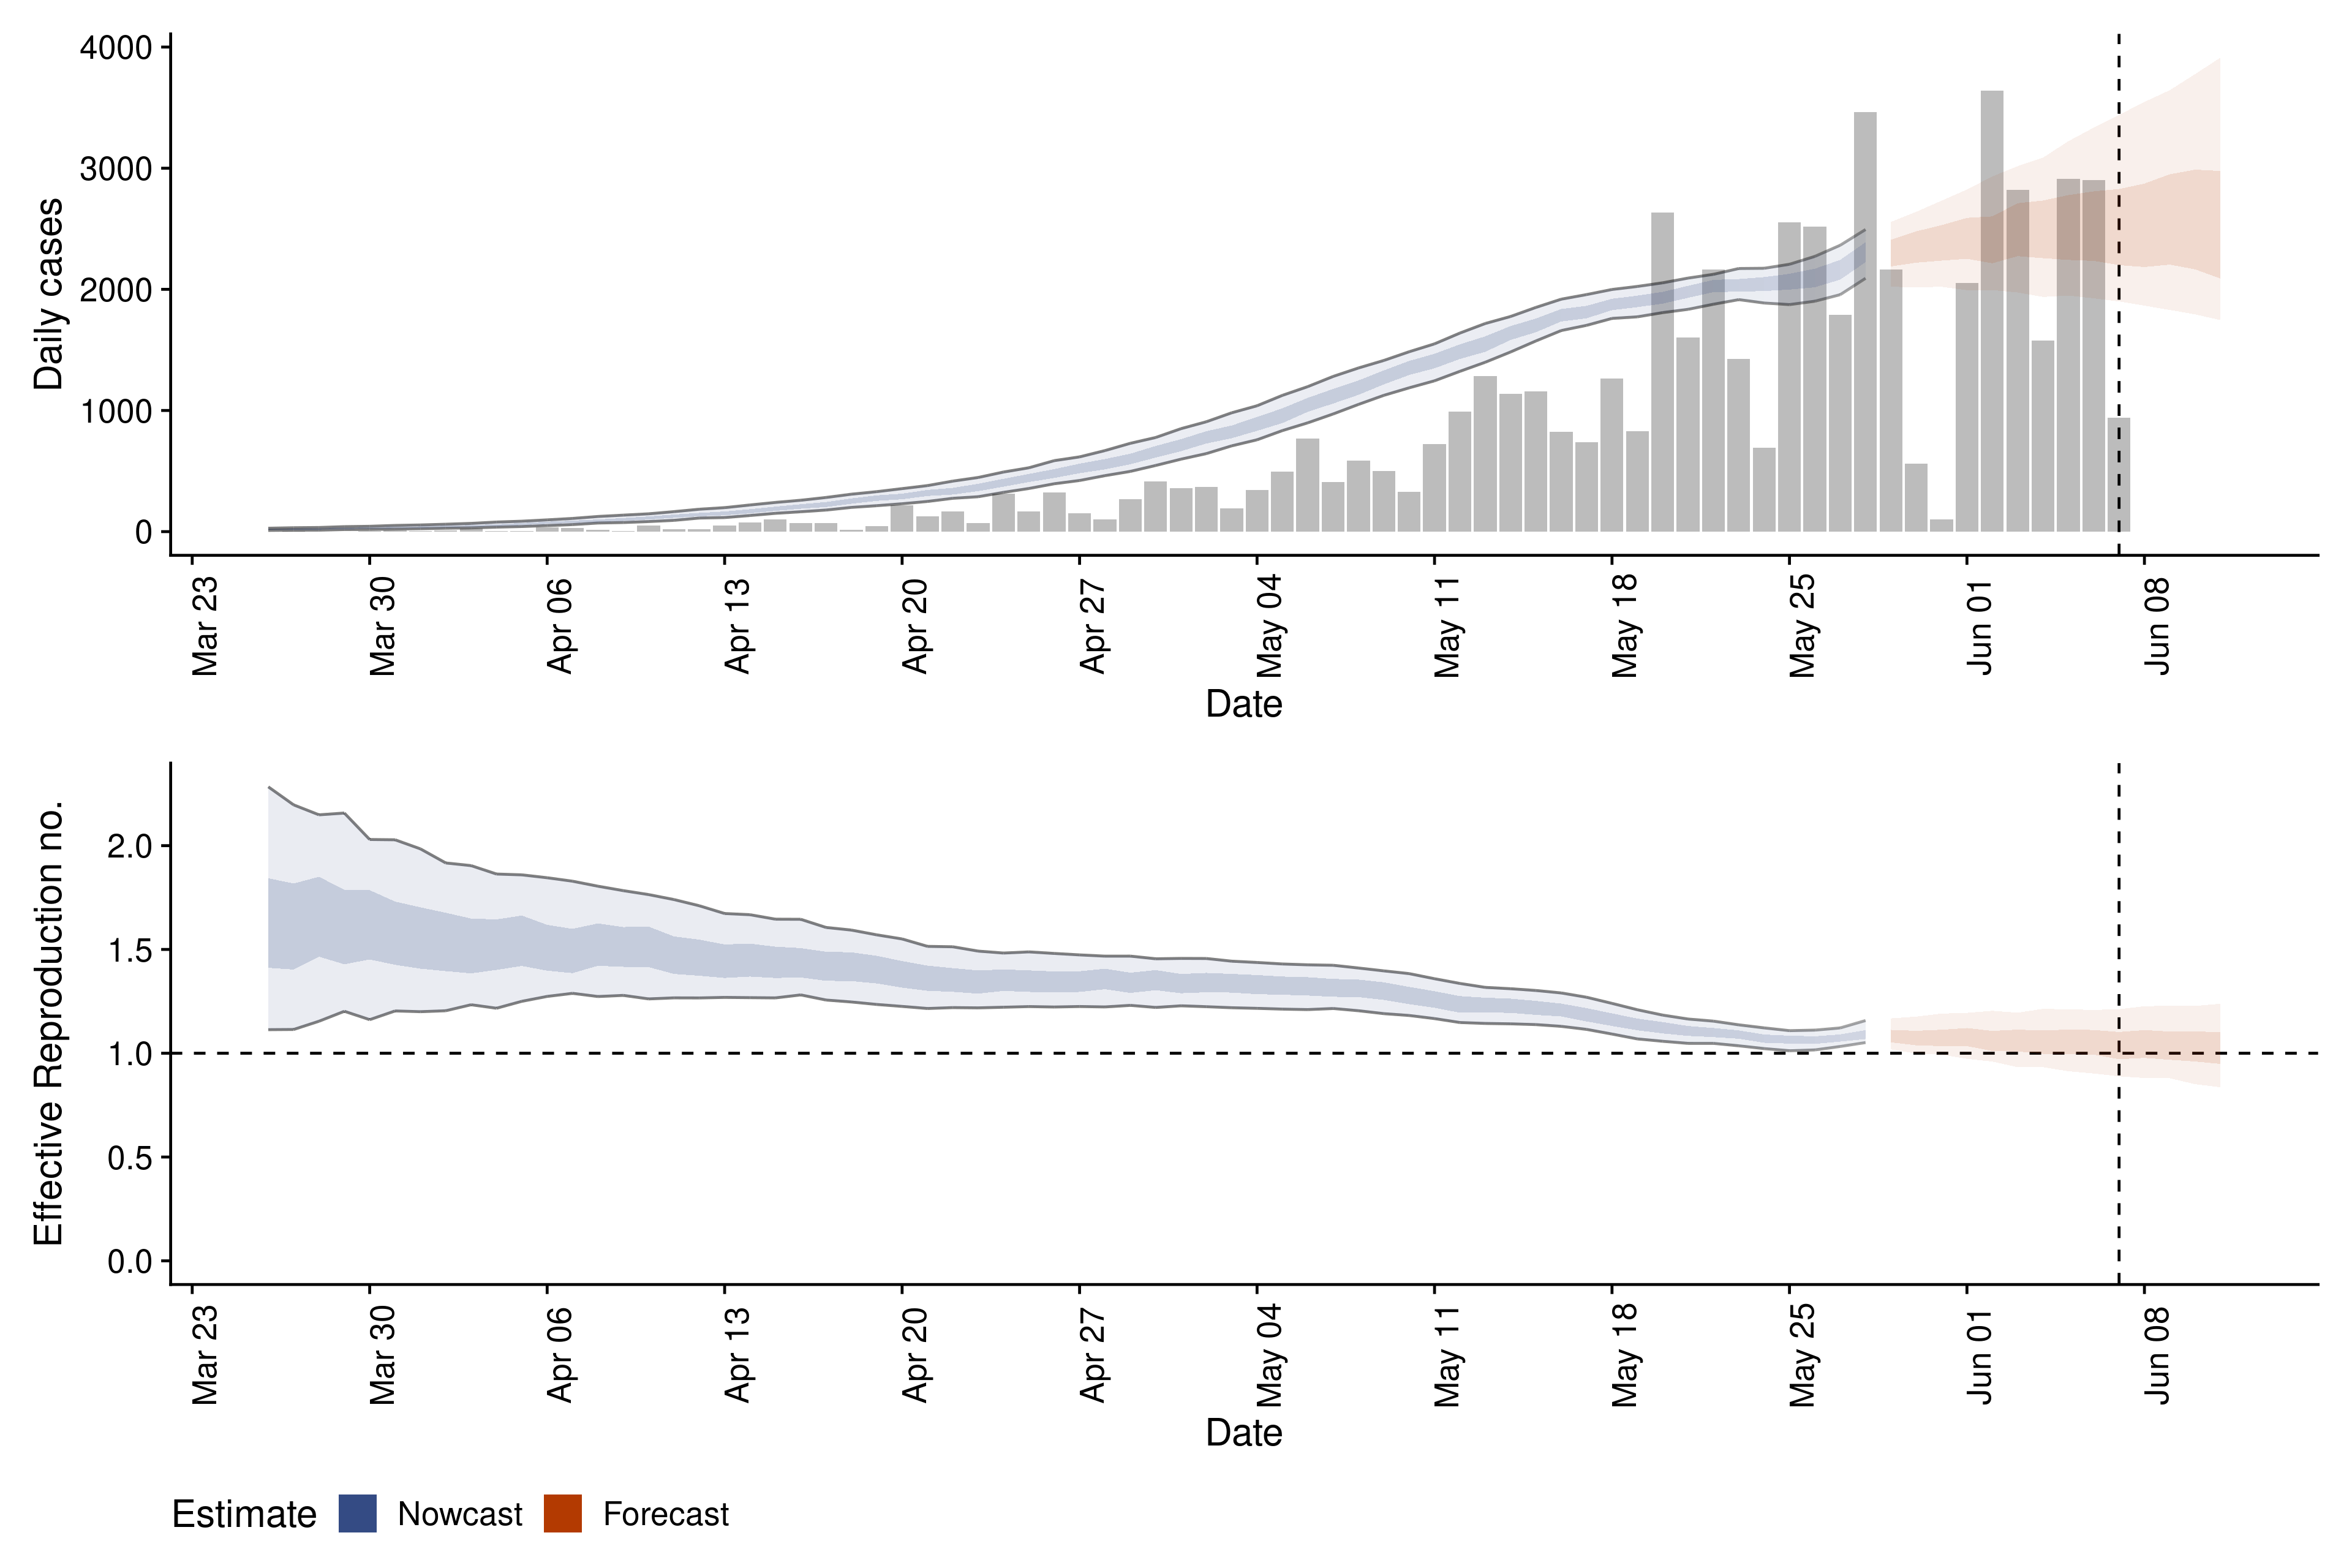 4000
3000
2000
1000
0
Daily cases
Mar 23 Mar 30 Apr 06 Apr 13 Apr 20 Apr 27 May 04 May 11 May 18 May 25 Jun 01 Jun 08
Date
2.0
1.5
1.0
0.5
0.0
Effective Reproduction no.
Mar 23 Mar 30 Apr 06 Apr 13 Apr 20 Apr 27 May 04 May 11 May 18 May 25 Jun 01 Jun 08
Date
Estimate Nowcast Forecast